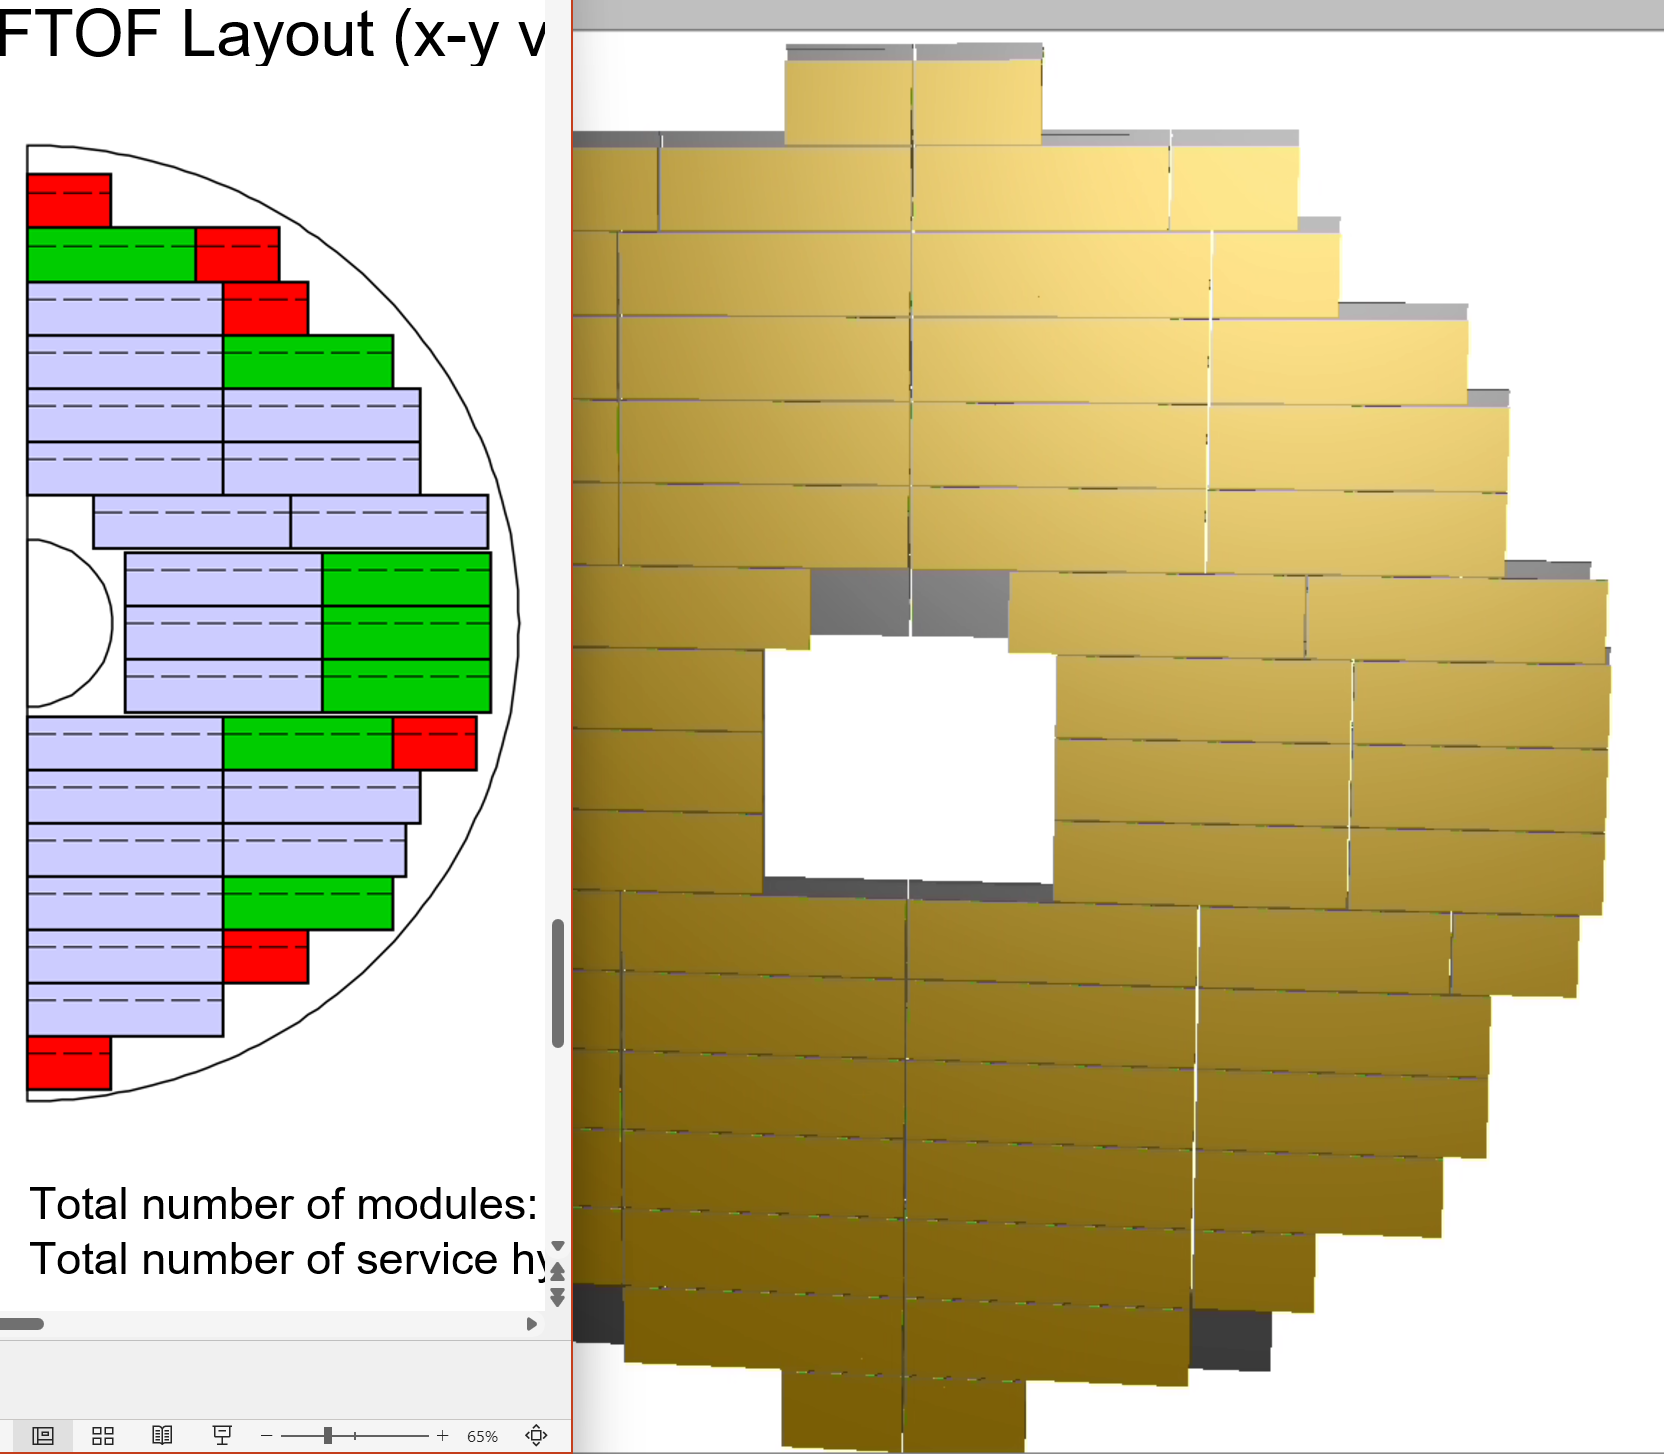 FTOF Layout (x-y v
Total number of modules:
Total number of service hy
65%